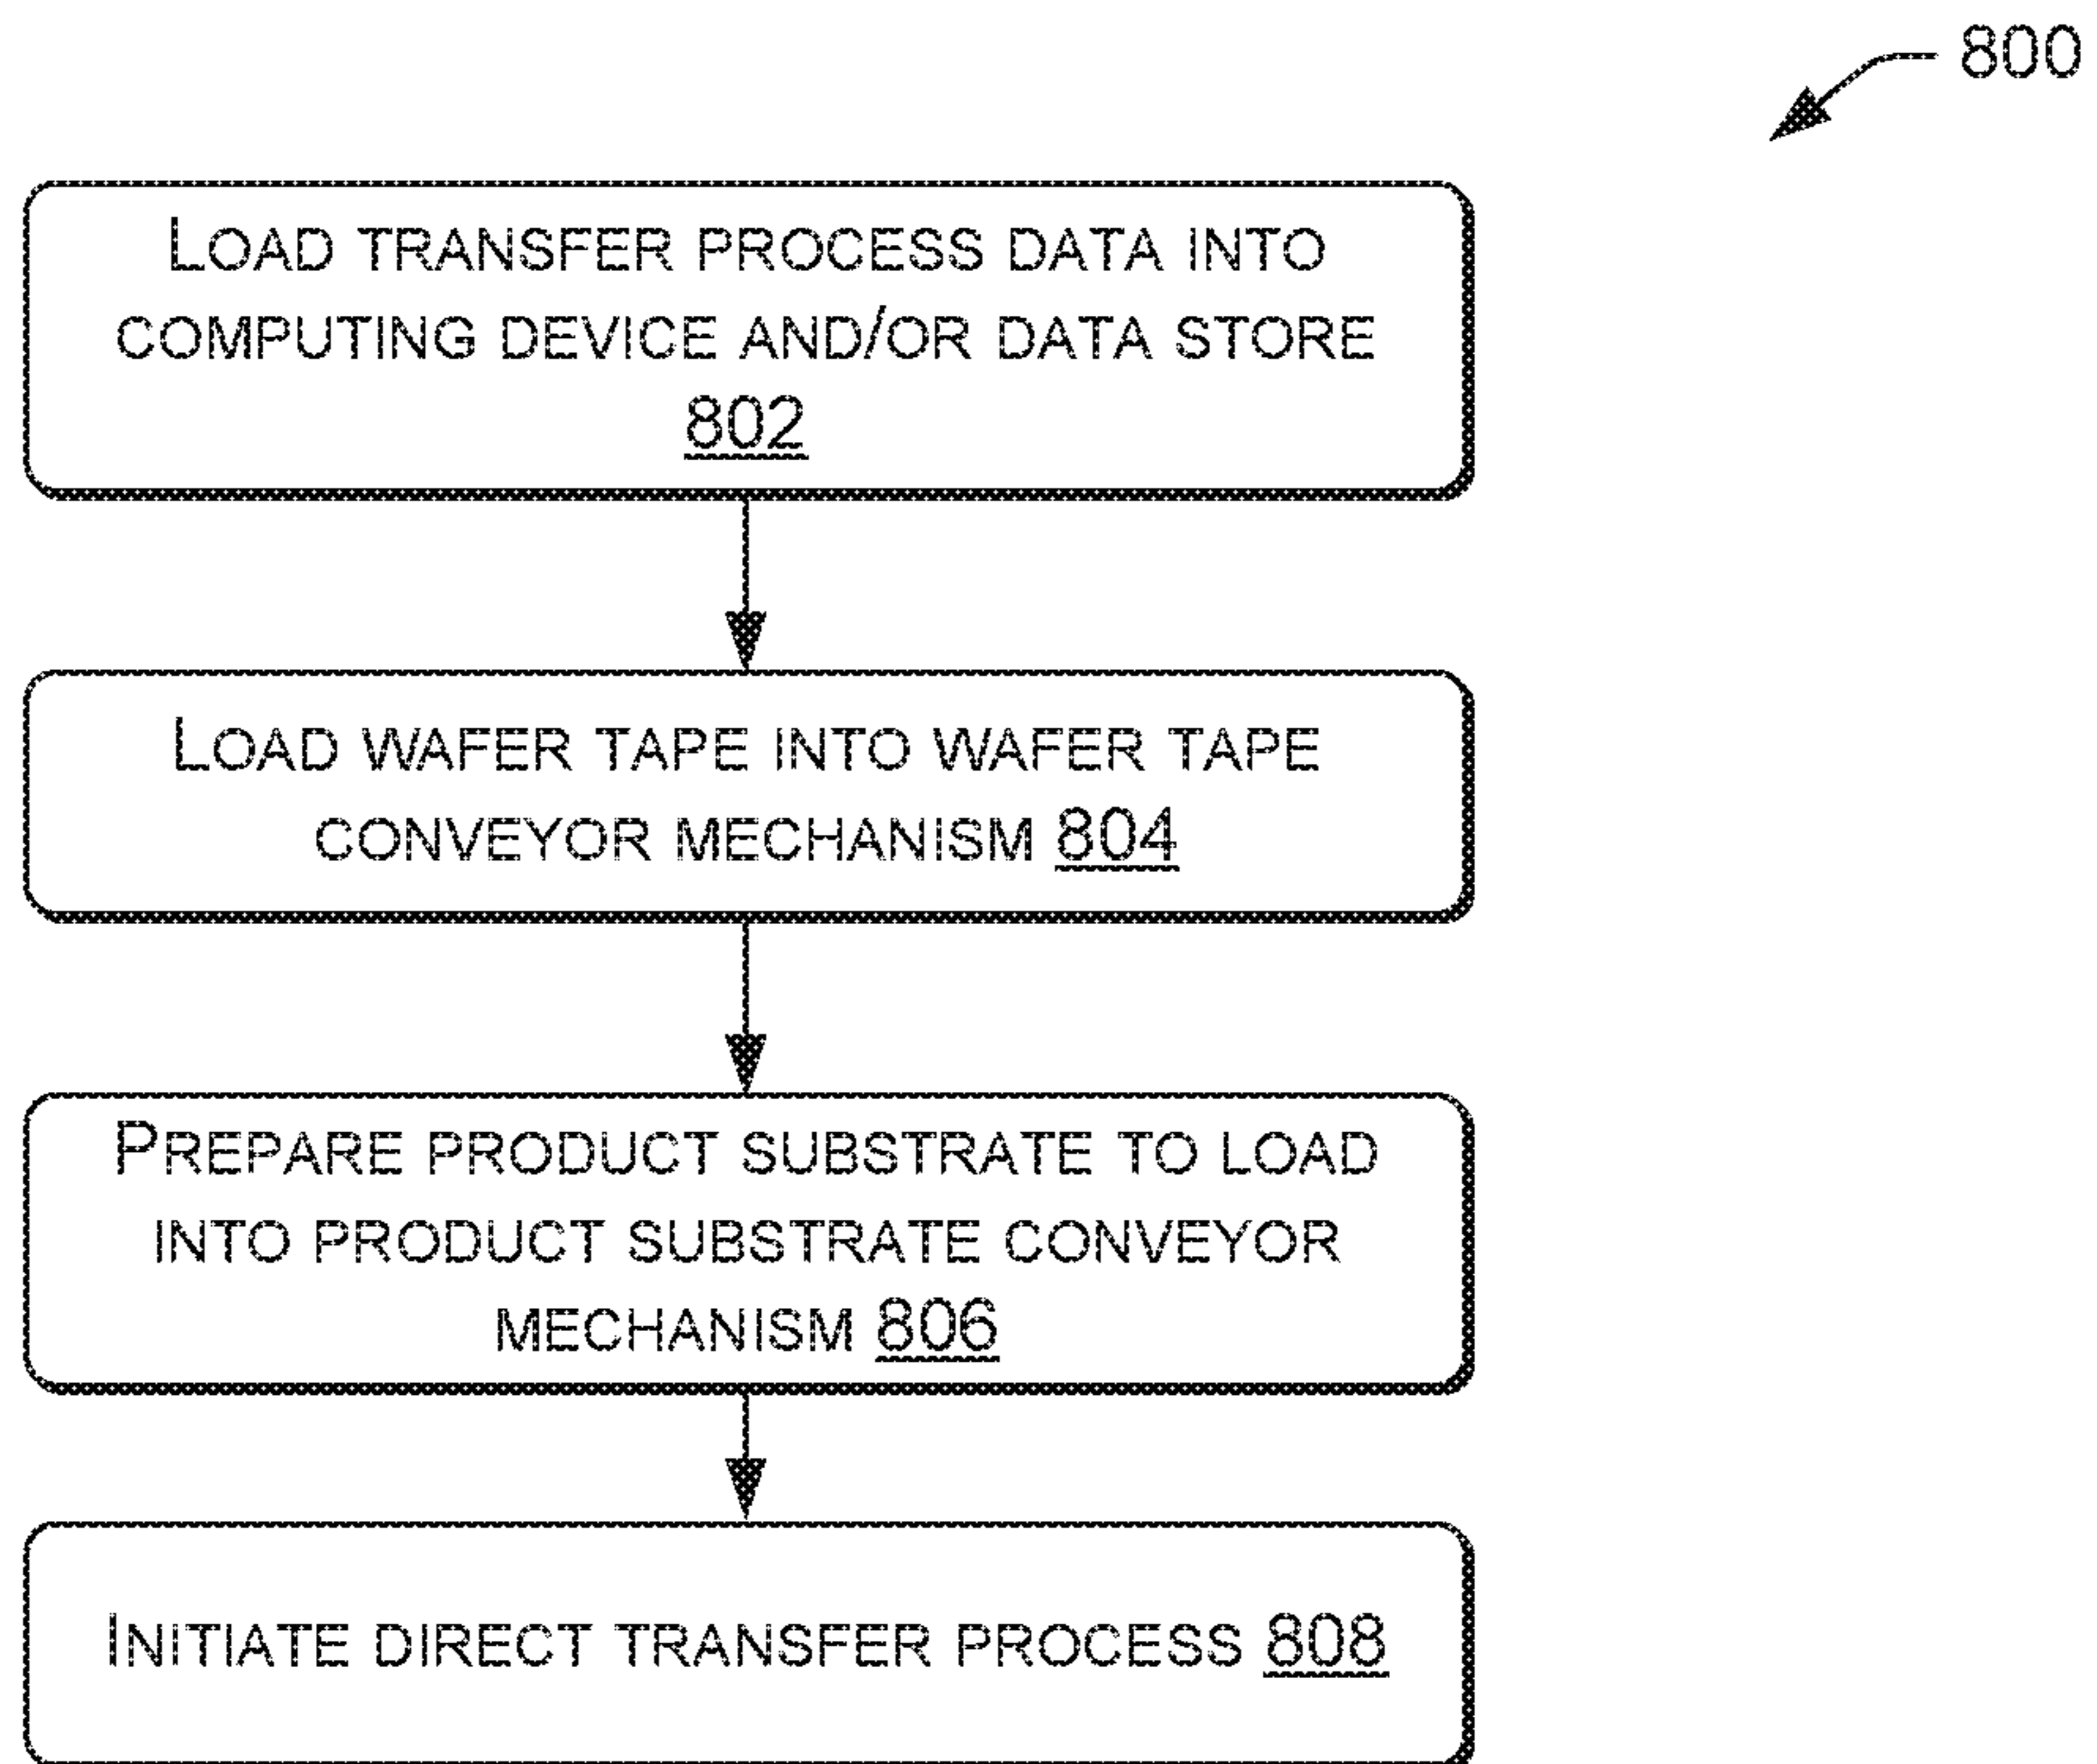 800
LOAD TRANSFER PROCESS DATA INTO
COMPUTING DEVICE AND/OR DATA STORE
802
LOAD WAFER TAPE INTO WAFER TAPE
CONVEYOR MECHANISM 804
PREPARE PRODUCT SUBSTRATE TO LOAD
INTO PRODUCT SUBSTRATE CONVEYOR
MECHANISM 806
INITIATE DIRECT TRANSFER PROCESS 808